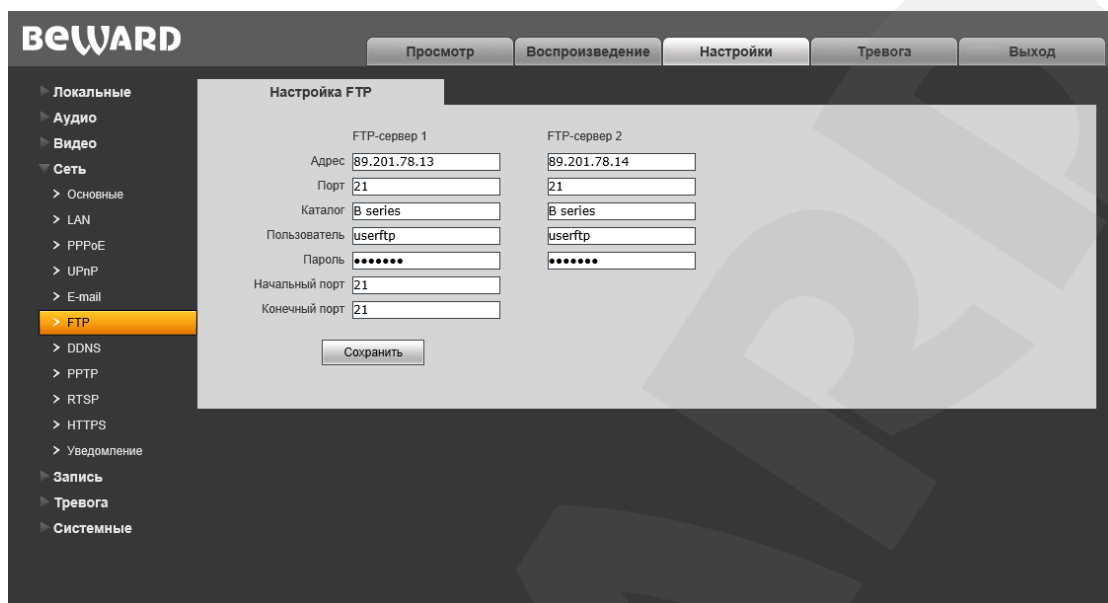 BEWARD
Просмотр Воспроизведение Настройки Тревога Выход
Локальные
Аудио
Видео
Сеть
> Основные
> LAN
> PPPoE
> UPnP
> E-mail
> FTP
> DDNS
> PPTP
> RTSP
> HTTPS
> Уведомление
Запись
Тревога
Системные
Настройка FTP
FTP-сервер 1 FTP-сервер 2
Адрес 89.201.78.13 89.201.78.14
Порт 21 21
Каталог B series B series
Пользователь userftp userftp
Пароль ••••••• •••••••
Начальный порт 21
Конечный порт 21
Сохранить